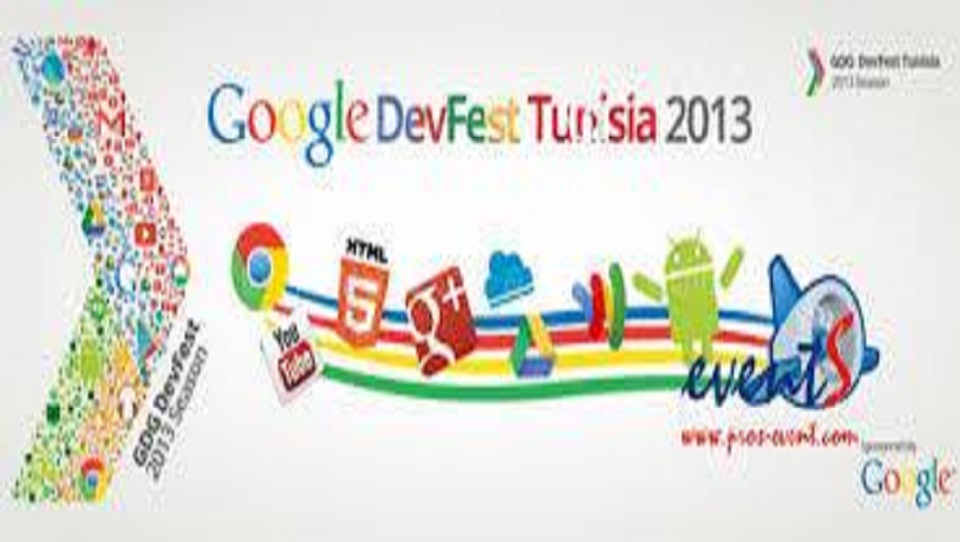 GDG DevFest Tunisia
2013 Season
Google DevFest Tunisia 2013
HTML
5
You
Tube
g+
GDG DevFest
2013 Season
eventS
www.pros-event.com
Google